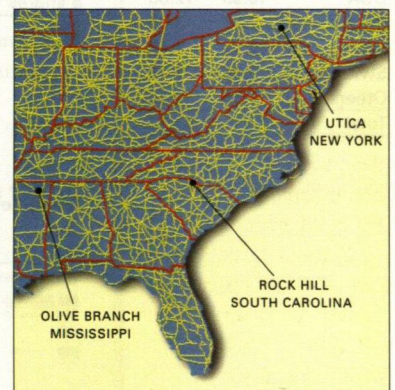 UTICA
NEW YORK
ROCK HILL
SOUTH CAROLINA
OLIVE BRANCH
MISSISSIPPI